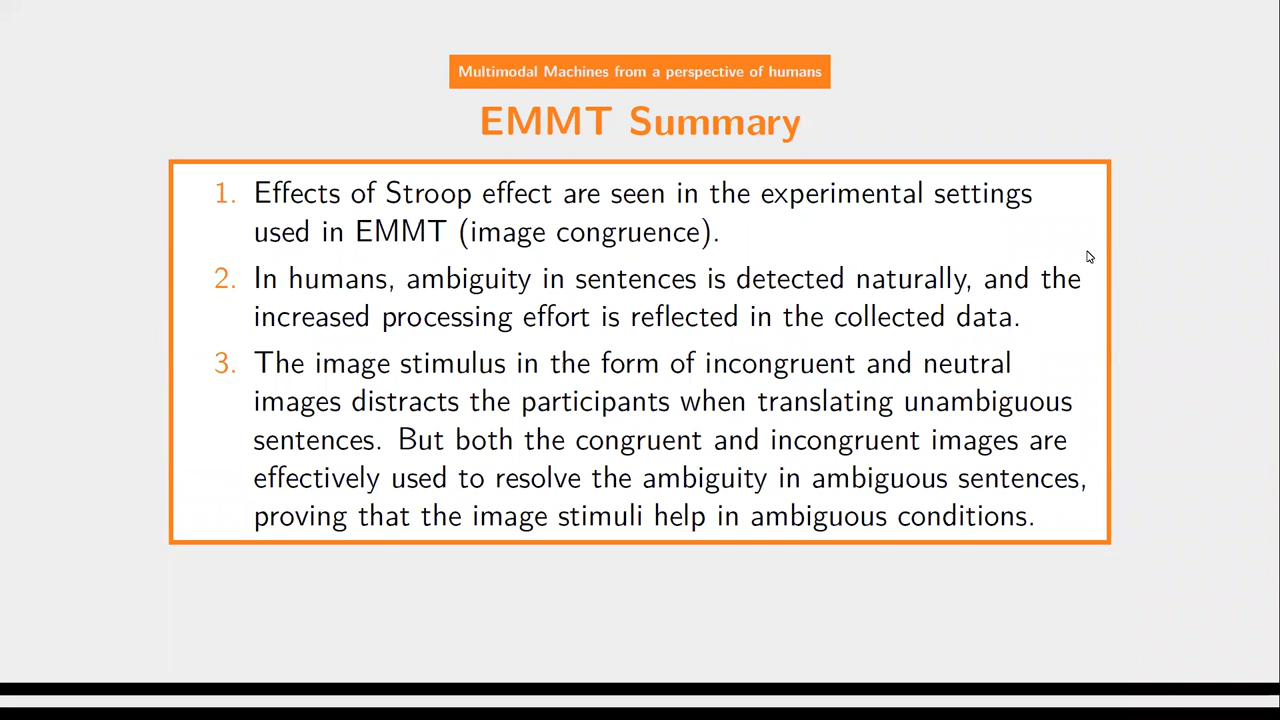 Multimodal Machines from a perspective of humans
EMMT Summary
1. Effects of Stroop effect are seen in the experimental settings
used in EMMT (image congruence).
2. In humans, ambiguity in sentences is detected naturally, and the
increased processing effort is reflected in the collected data.
3. The image stimulus in the form of incongruent and neutral
images distracts the participants when translating unambiguous
sentences. But both the congruent and incongruent images are
effectively used to resolve the ambiguity in ambiguous sentences,
proving that the image stimuli help in ambiguous conditions.